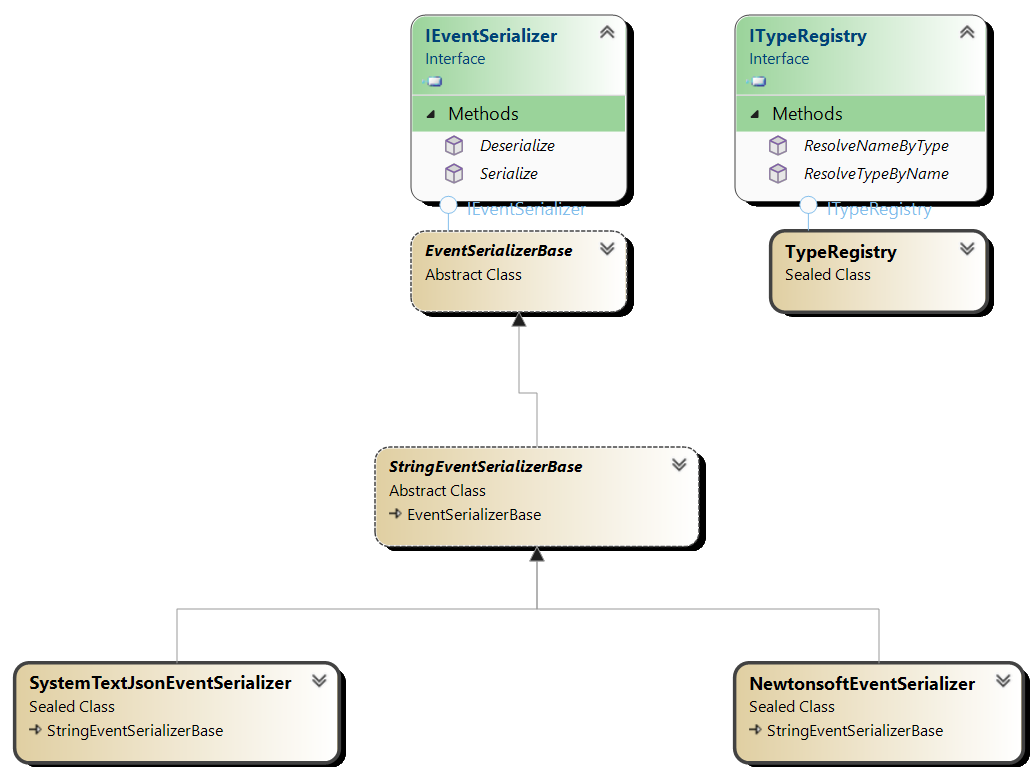 IEventSerializer
Interface
Methods
Deserialize
Serialize
ITypeRegistry
Interface
Methods
ResolveNameByType
ResolveTypeByName
IEventSerializer
EventSerializerBase
Abstract Class
ITypeRegistry
TypeRegistry
Sealed Class
StringEventSerializerBase
Abstract Class
EventSerializerBase
SystemTextJsonEventSerializer
Sealed Class
StringEventSerializerBase
NewtonsoftEventSerializer
Sealed Class
StringEventSerializerBase